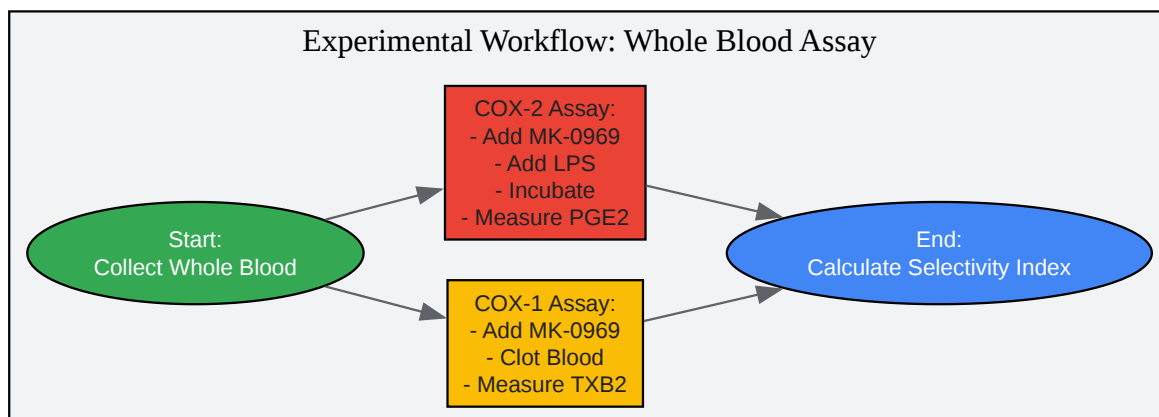 Experimental Workflow: Whole Blood Assay
COX-2 Assay:
- Add MK-0969
- Add LPS
- Incubate
- Measure PGE2
Start:
Collect Whole Blood
End:
Calculate Selectivity Index
COX-1 Assay:
- Add MK-0969
- Clot Blood
- Measure TXB2